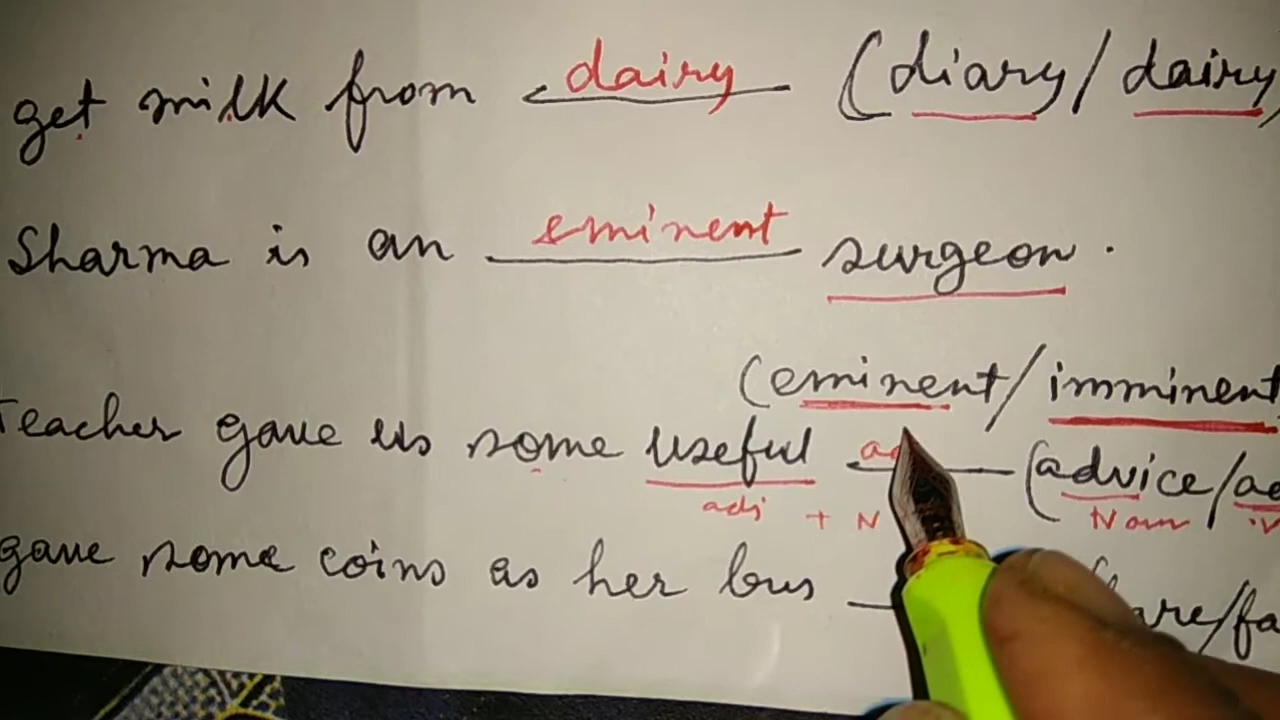 get milk from dairy (diary/dairy)
Sharma is an eminent surgeon.
(eminent/imminent
Teacher gave us some useful (advice/
adj + N Noun
gave some coins as her bus